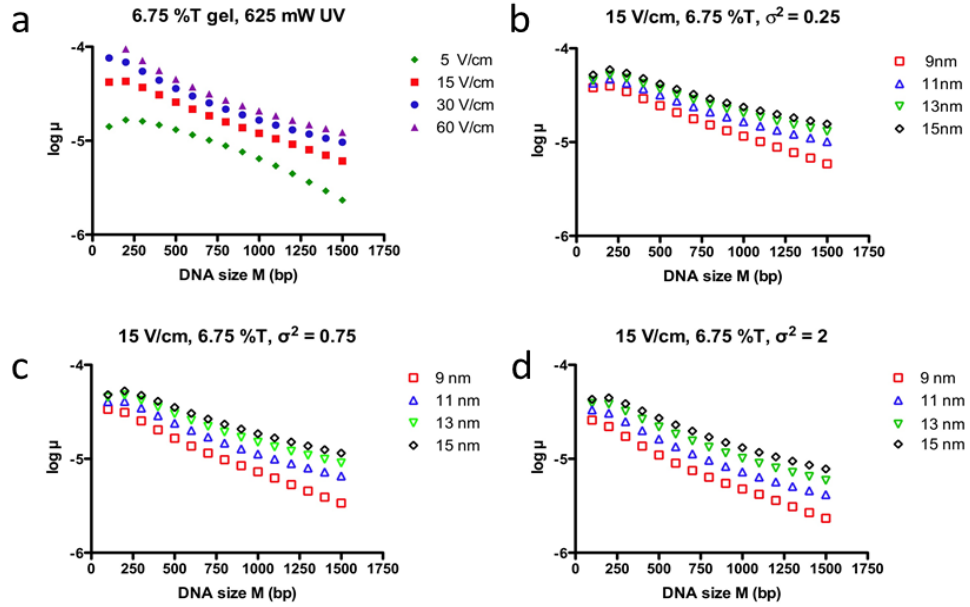 a
6.75 %T gel, 625 mW UV
-4
-5
-6
log µ
0 250 500 750 1000 1250 1500 1750
DNA size M (bp)
5 V/cm
15 V/cm
30 V/cm
60 V/cm
b
15 V/cm, 6.75 %T, σ² = 0.25
-4
-5
-6
log µ
0 250 500 750 1000 1250 1500 1750
DNA size M (bp)
9nm
11nm
13nm
15nm
c
15 V/cm, 6.75 %T, σ² = 0.75
-4
-5
-6
log µ
0 250 500 750 1000 1250 1500 1750
DNA size M (bp)
9 nm
11 nm
13 nm
15 nm
d
15 V/cm, 6.75 %T, σ² = 2
-4
-5
-6
log µ
0 250 500 750 1000 1250 1500 1750
DNA size M (bp)
9 nm
11 nm
13 nm
15 nm